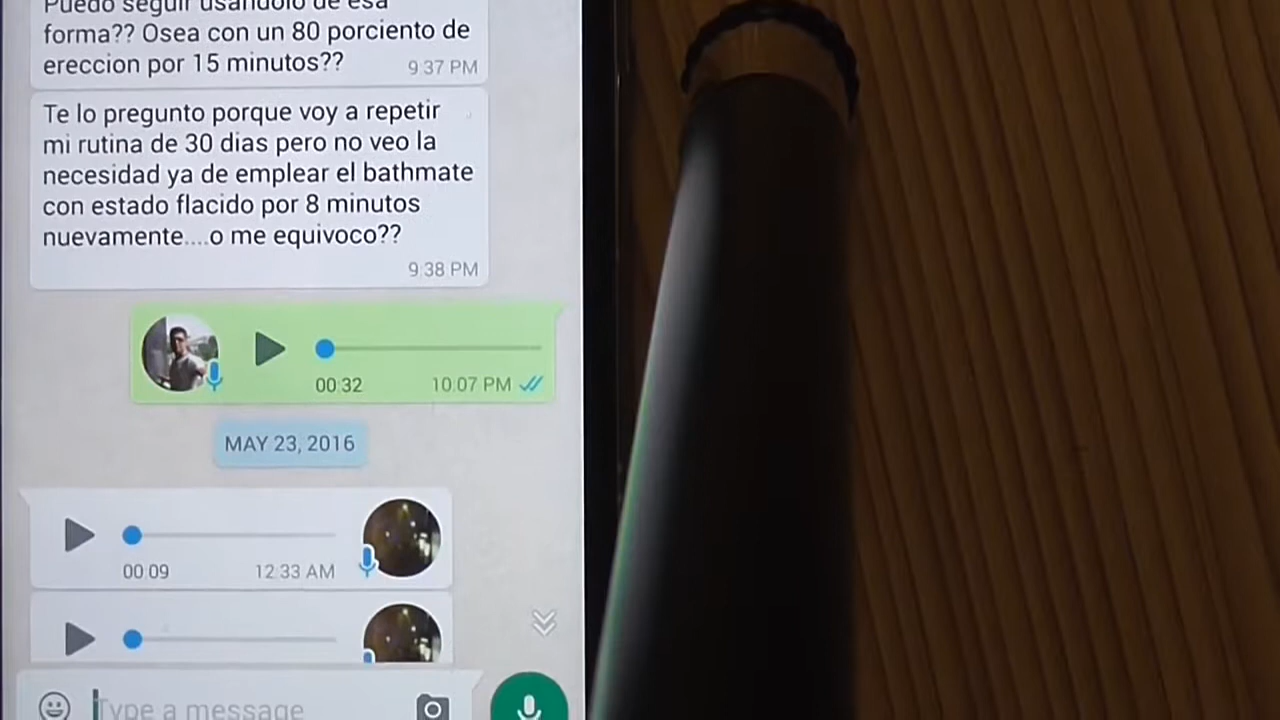 Puedo seguir usandolo de esa
forma?? Osea con un 80 porciento de
ereccion por 15 minutos??
9:37 PM
Te lo pregunto porque voy a repetir
mi rutina de 30 dias pero no veo la
necesidad ya de emplear el bathmate
con estado flacido por 8 minutos
nuevamente....o me equivoco??
9:38 PM
00:32 10:07 PM
MAY 23, 2016
00:09 12:33 AM
Type a message